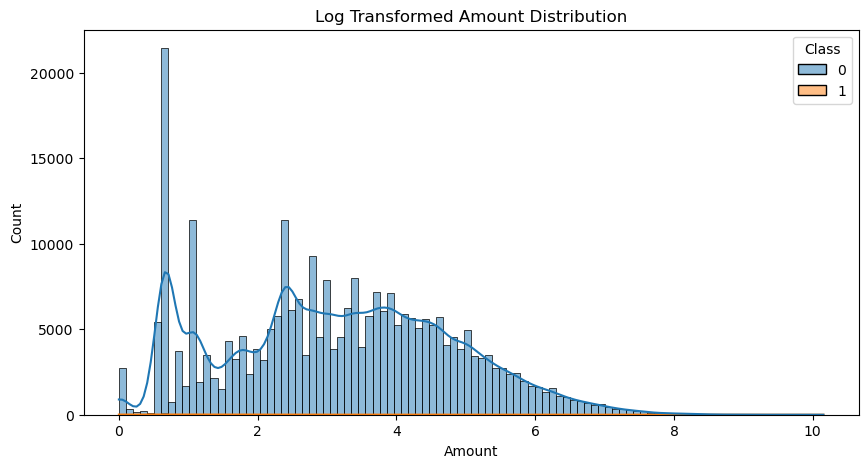 Log Transformed Amount Distribution
Class
0
1
Count
20000
15000
10000
5000
0
0 2 4 6 8 10
Amount